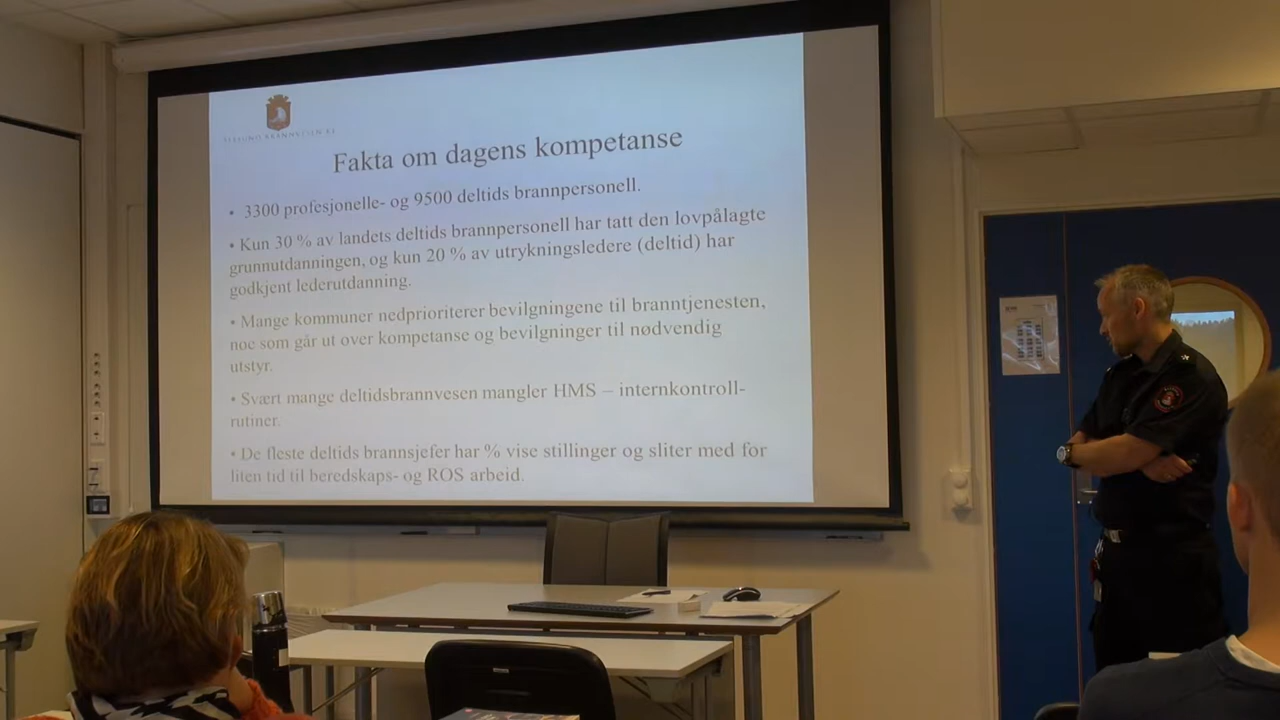 Fakta om dagens kompetanse
• 3300 profesjonelle- og 9500 deltids brannpersonell.
• Kun 30 % av landets deltids brannpersonell har tatt den lovpålagte
grunnutdanningen, og kun 20 % av utrykningsledere (deltid) har
godkjent lederutdanning.
• Mange kommuner nedprioriterer bevilgningene til branntjenesten,
noe som går ut over kompetanse og bevilgninger til nødvendig
utstyr.
• Svært mange deltidsbrannvesen mangler HMS – internkontroll-
rutiner.
• De fleste deltids brannsjefer har % vise stillinger og sliter med for
liten tid til beredskaps- og ROS arbeid.